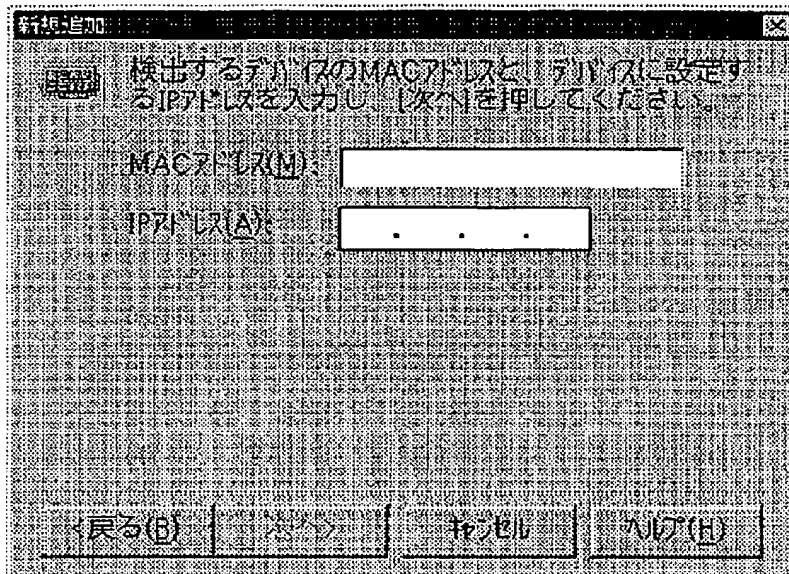 新規追加
検出するデバイスのMACアドレスと、デバイスに設定す
るIPアドレスを入力し、[次へ]を押してください。
MACアドレス(M):
IPアドレス(A):
. . .
<戻る(B) 次へ> キャンセル ヘルプ(H)